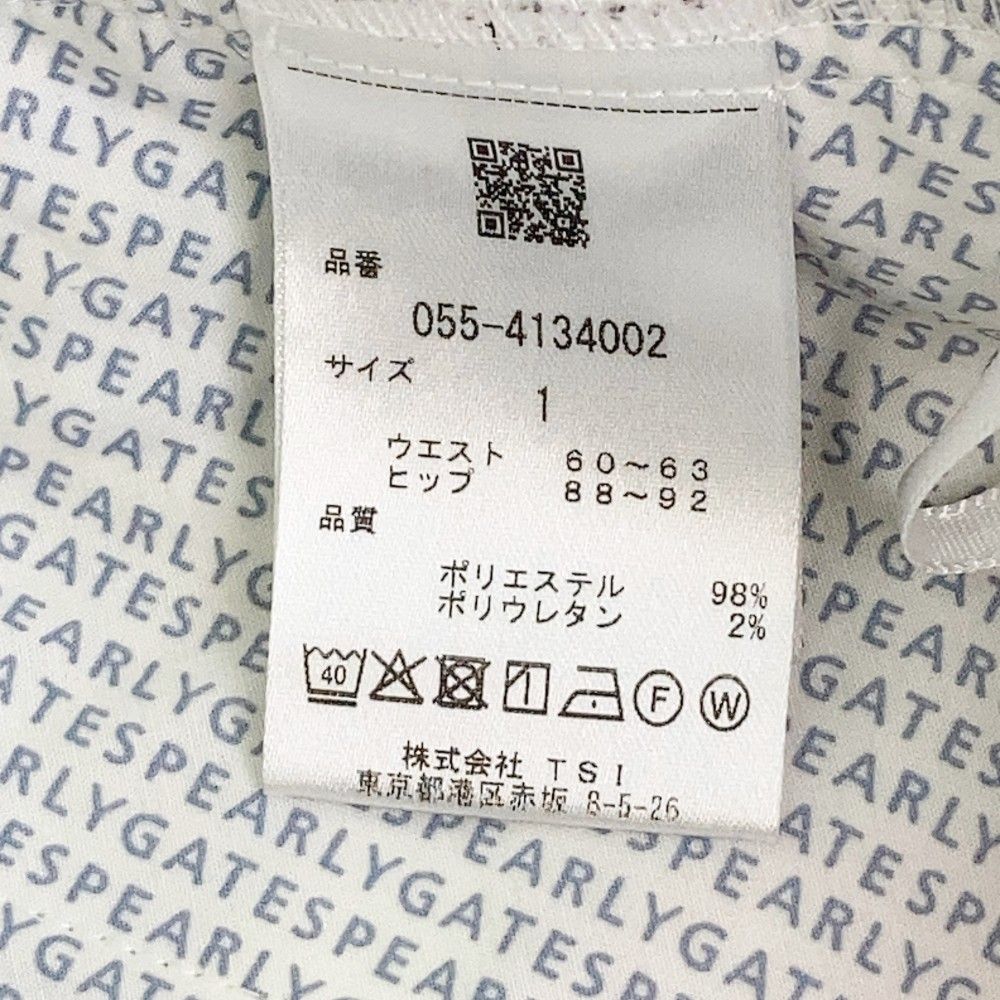 品番
055-4134002
サイズ
1
ウエスト 60～63
ヒップ 88～92
品質
ポリエステル 98%
ポリウレタン 2%
40
F
W
株式会社 TSI
東京都港区赤坂 8-5-26
PEARLYGATES